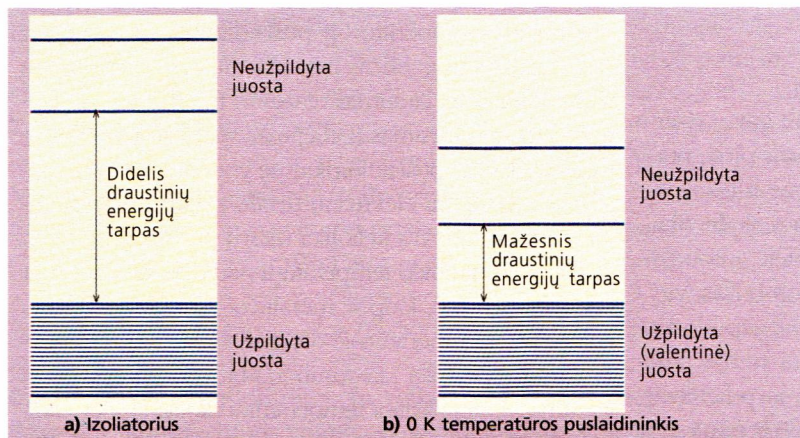 Neužpildyta
juosta
Didelis
draustinių
energijų
tarpas
Užpildyta
juosta
a) Izoliatorius
Neužpildyta
juosta
Mažesnis
draustinių
energijų tarpas
Užpildyta
(valentinė)
juosta
b) 0 K temperatūros puslaidininkis